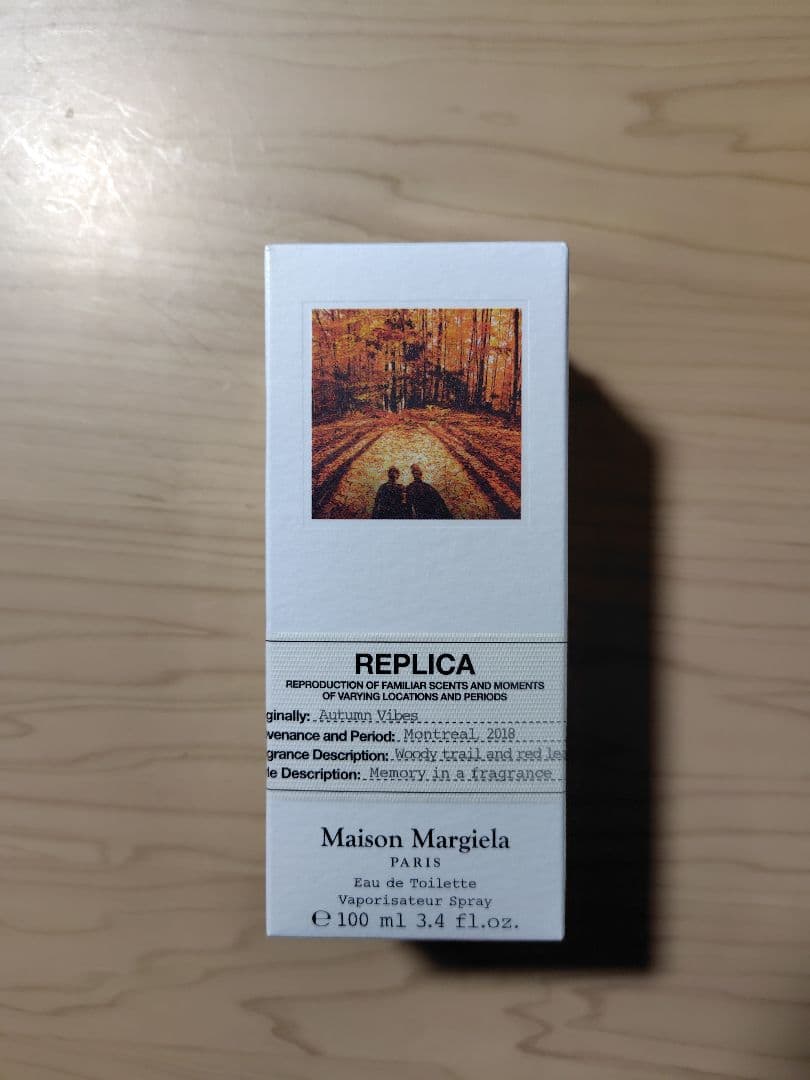 REPLICA
REPRODUCTION OF FAMILIAR SCENTS AND MOMENTS
OF VARYING LOCATIONS AND PERIODS
ginally: Autumn Vibes
venance and Period: Montreal, 2018
grance Description: Woody trail and red lea
le Description: Memory in a fragrance
Maison Margiela
PARIS
Eau de Toilette
Vaporisateur Spray
℮ 100 ml 3.4 fl.oz.